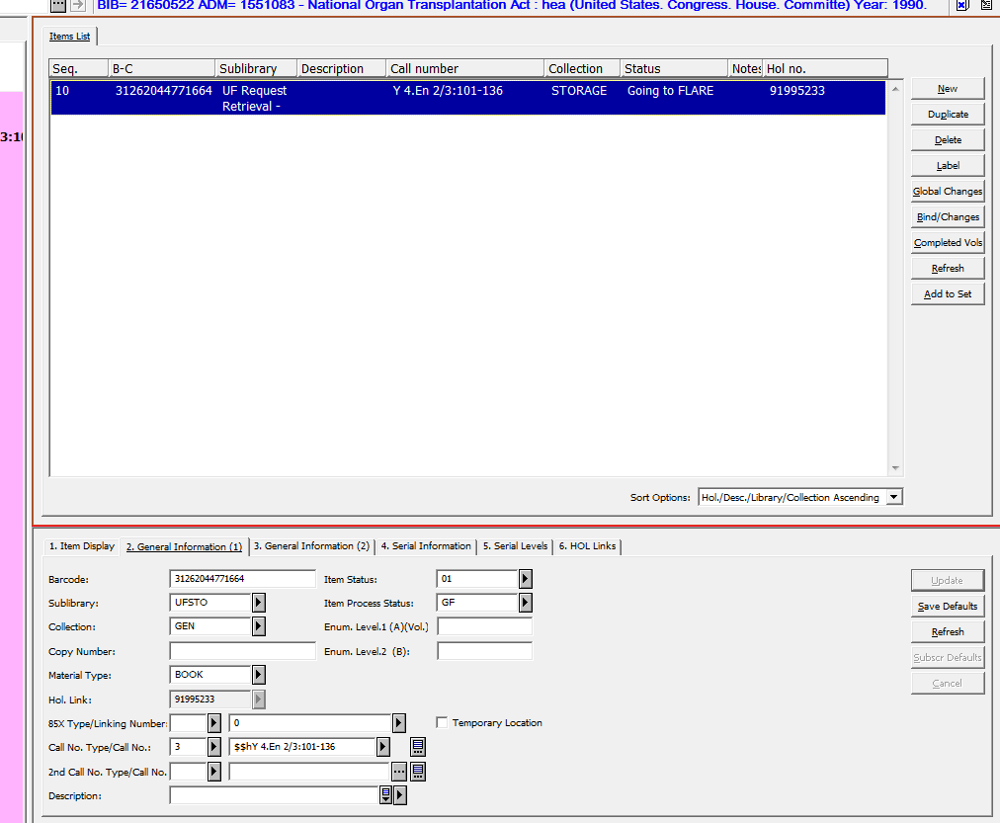 BIB= 21650522 ADM= 1551083 - National Organ Transplantation Act : hea (United States. Congress. House. Committe) Year: 1990.
Items List
Seq. B-C Sublibrary Description Call number Collection Status Notes Hol no.
10 31262044771664 UF Request Y 4.En 2/3:101-136 STORAGE Going to FLARE 91995233
Retrieval -
New
Duplicate
Delete
Label
Global Changes
Bind/Changes
Completed Vols
Refresh
Add to Set
Sort Options: Hol./Desc./Library/Collection Ascending
1. Item Display 2. General Information (1) 3. General Information (2) 4. Serial Information 5. Serial Levels 6. HOL Links
Barcode: 31262044771664 Item Status: 01
Sublibrary: UFSTO Item Process Status: GF
Collection: GEN Enum. Level.1 (A)(Vol.)
Copy Number: Enum. Level.2 (B):
Material Type: BOOK
Hol. Link: 91995233
85X Type/Linking Number: 0 Temporary Location
Call No. Type/Call No.: 3 $$hY 4.En 2/3:101-136
2nd Call No. Type/Call No.
Description:
Update
Save Defaults
Refresh
Subscr Defaults
Cancel